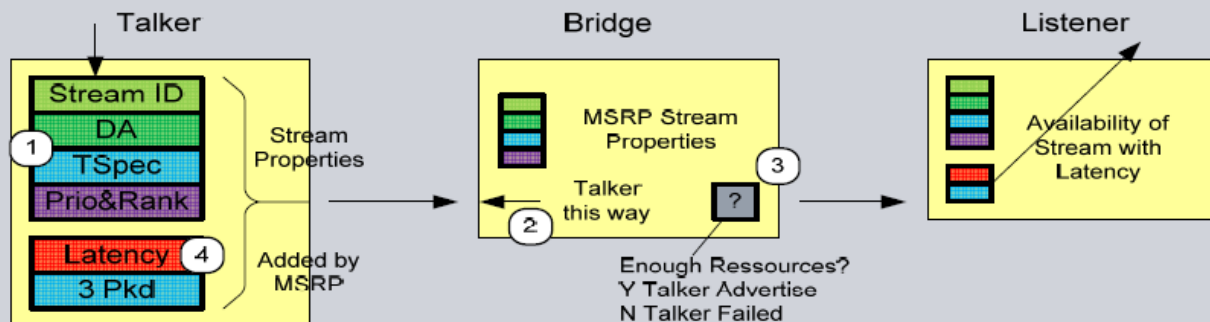 Talker
Stream ID
DA
TSpec
Prio&Rank
1
Stream
Properties
Latency
4
3 Pkd
Added by
MSRP
Bridge
MSRP Stream
Properties
3
Talker
this way
2
?
Enough Ressources?
Y Talker Advertise
N Talker Failed
Listener
Availability of
Stream with
Latency